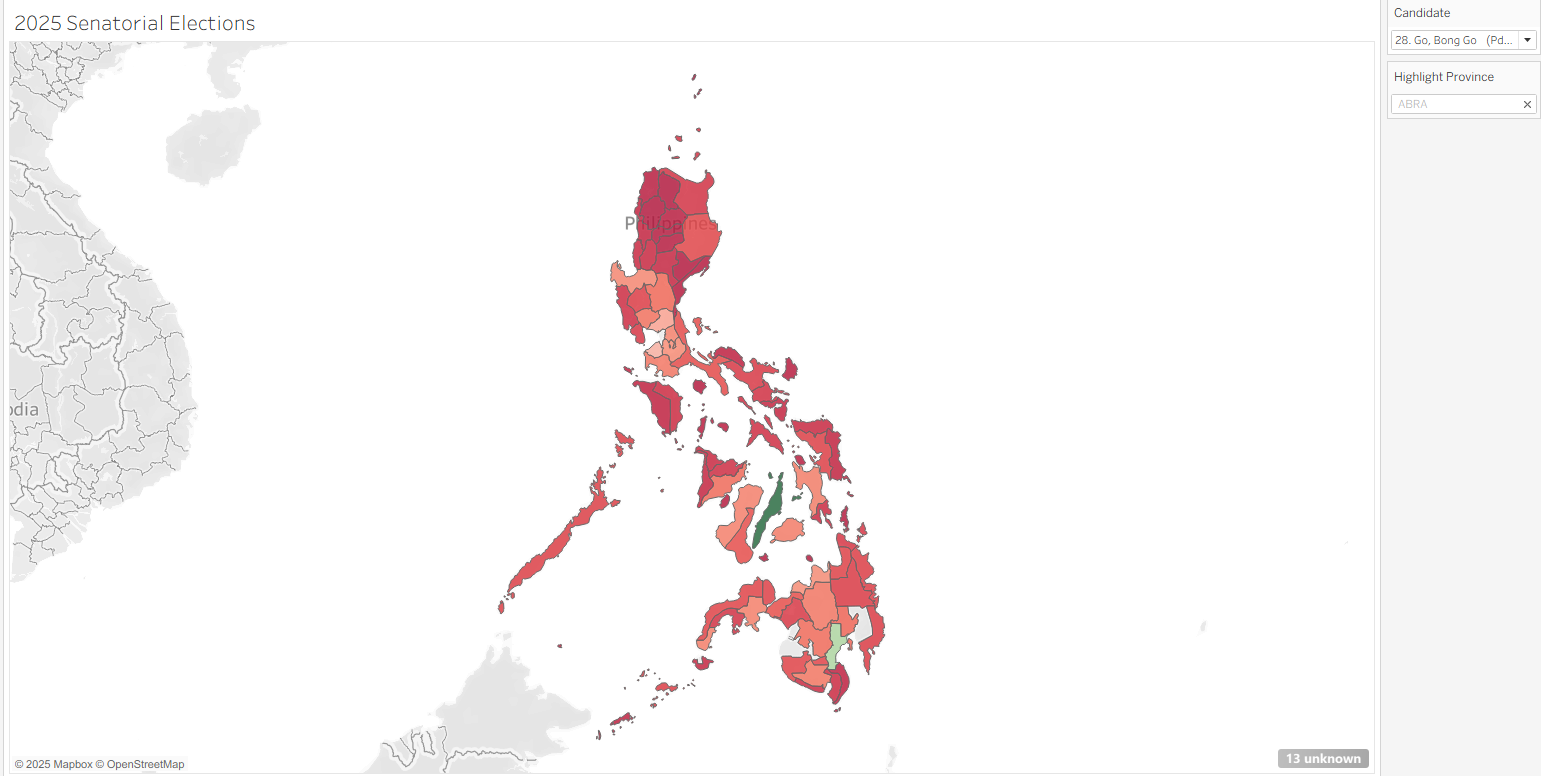 2025 Senatorial Elections
Candidate
28. Go, Bong Go (Pd...
Highlight Province
ABRA
Philippines
odia
© 2025 Mapbox © OpenStreetMap
13 unknown